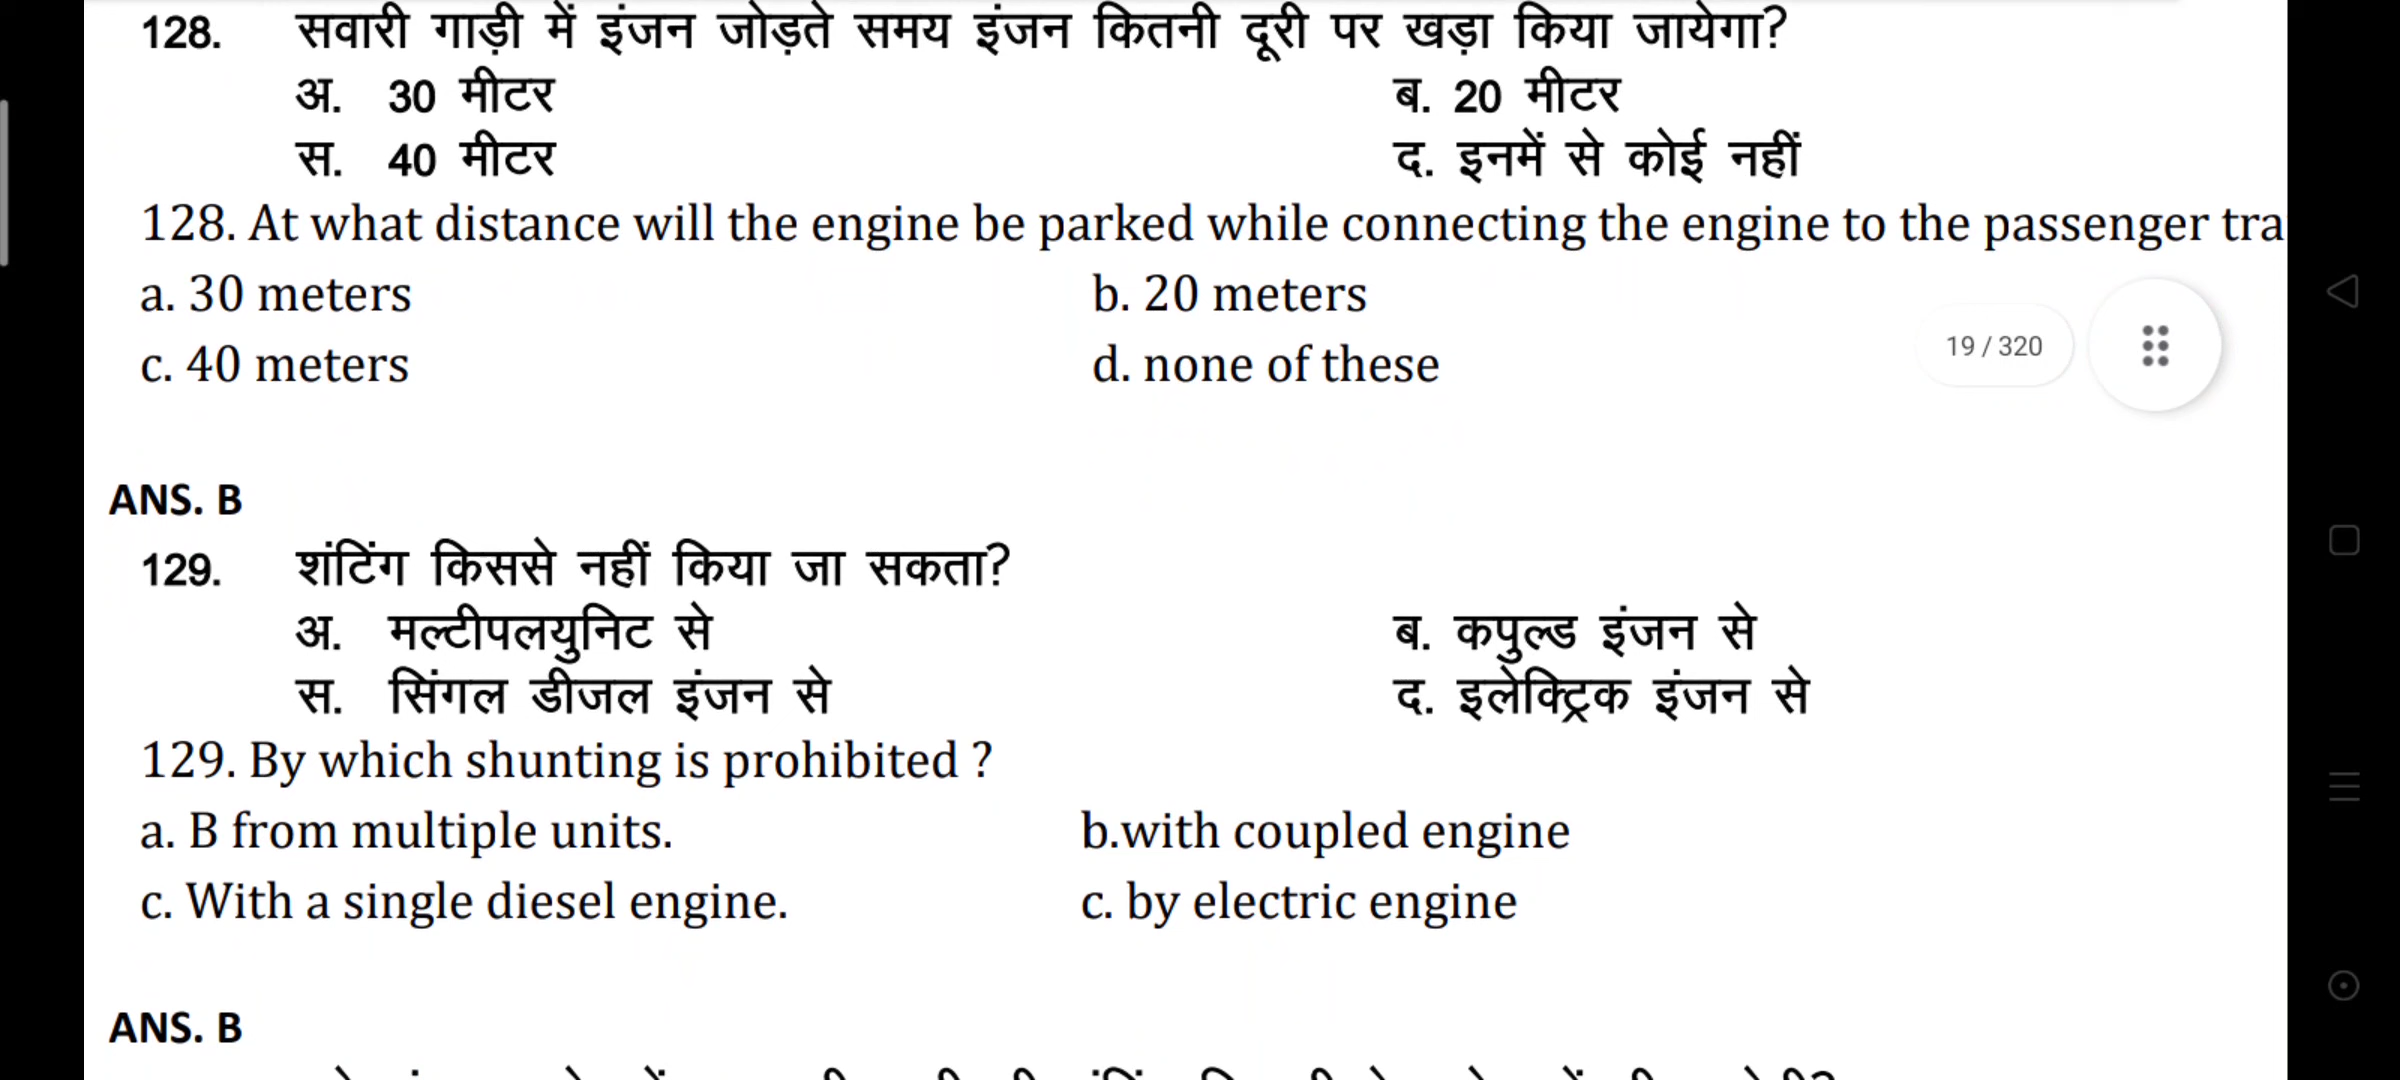 128. सवारी गाड़ी में इंजन जोड़ते समय इंजन कितनी दूरी पर खड़ा किया जायेगा?
अ. 30 मीटर ब. 20 मीटर
स. 40 मीटर द. इनमें से कोई नहीं
128. At what distance will the engine be parked while connecting the engine to the passenger tra
a. 30 meters b. 20 meters
19 / 320
c. 40 meters d. none of these
ANS. B
129. शंटिंग किससे नहीं किया जा सकता?
अ. मल्टीपलयुनिट से ब. कपुल्ड इंजन से
स. सिंगल डीजल इंजन से द. इलेक्ट्रिक इंजन से
129. By which shunting is prohibited ?
a. B from multiple units. b.with coupled engine
c. With a single diesel engine. c. by electric engine
ANS. B